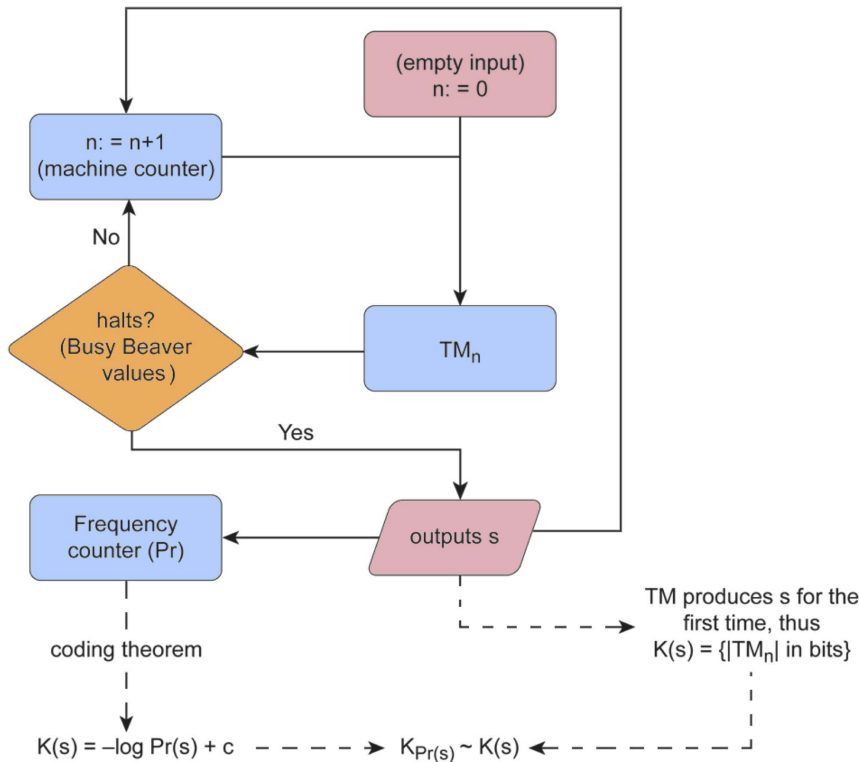 (empty input)
n: = 0
n: = n+1
(machine counter)
No
halts?
(Busy Beaver
values)
TMₙ
Yes
Frequency
counter (Pr)
outputs s
TM produces s for the
first time, thus
K(s) = {|TMₙ| in bits}
coding theorem
K(s) = –log Pr(s) + c
K_Pr(s) ~ K(s)